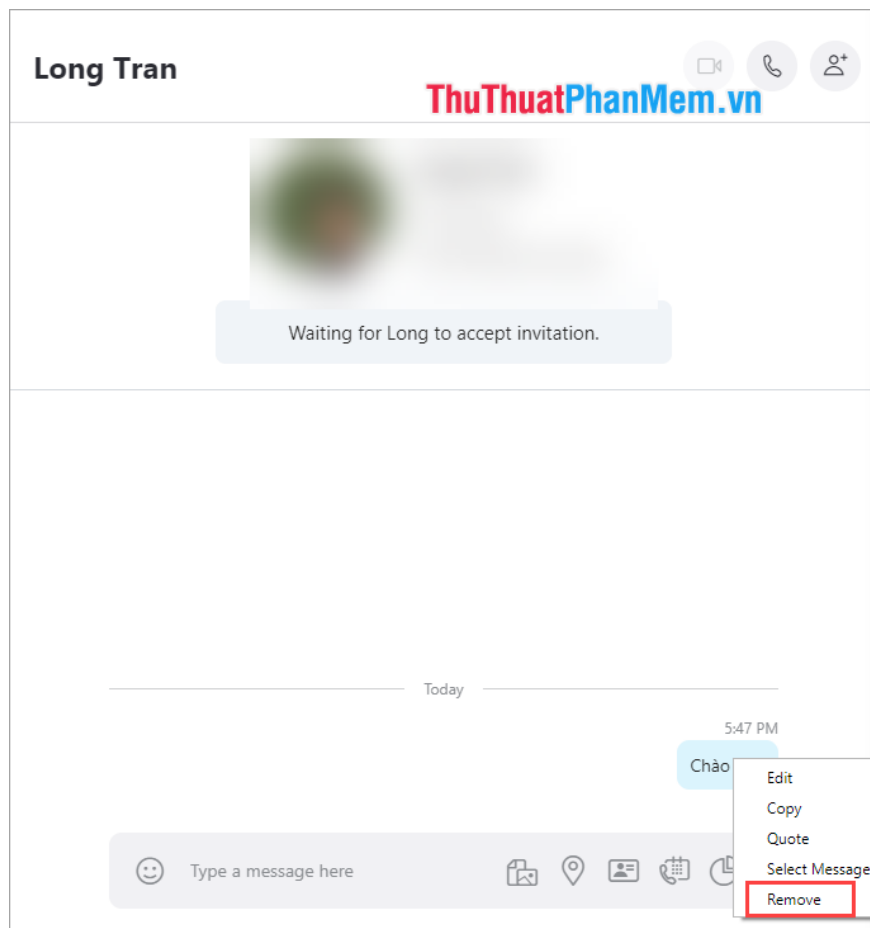 Long Tran
ThuThuatPhanMem.vn
Waiting for Long to accept invitation.
Today
5:47 PM
Chào
Edit
Copy
Quote
Select Message
Remove
Type a message here